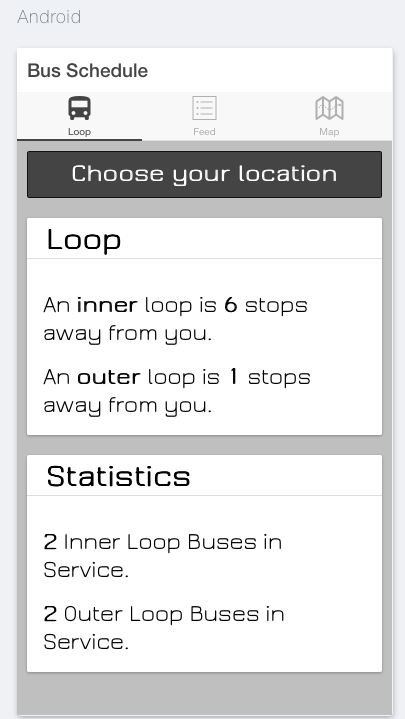 Android
Bus Schedule
Loop
Feed
Map
Choose your location
Loop
An inner loop is 6 stops
away from you.
An outer loop is 1 stops
away from you.
Statistics
2 Inner Loop Buses in
Service.
2 Outer Loop Buses in
Service.